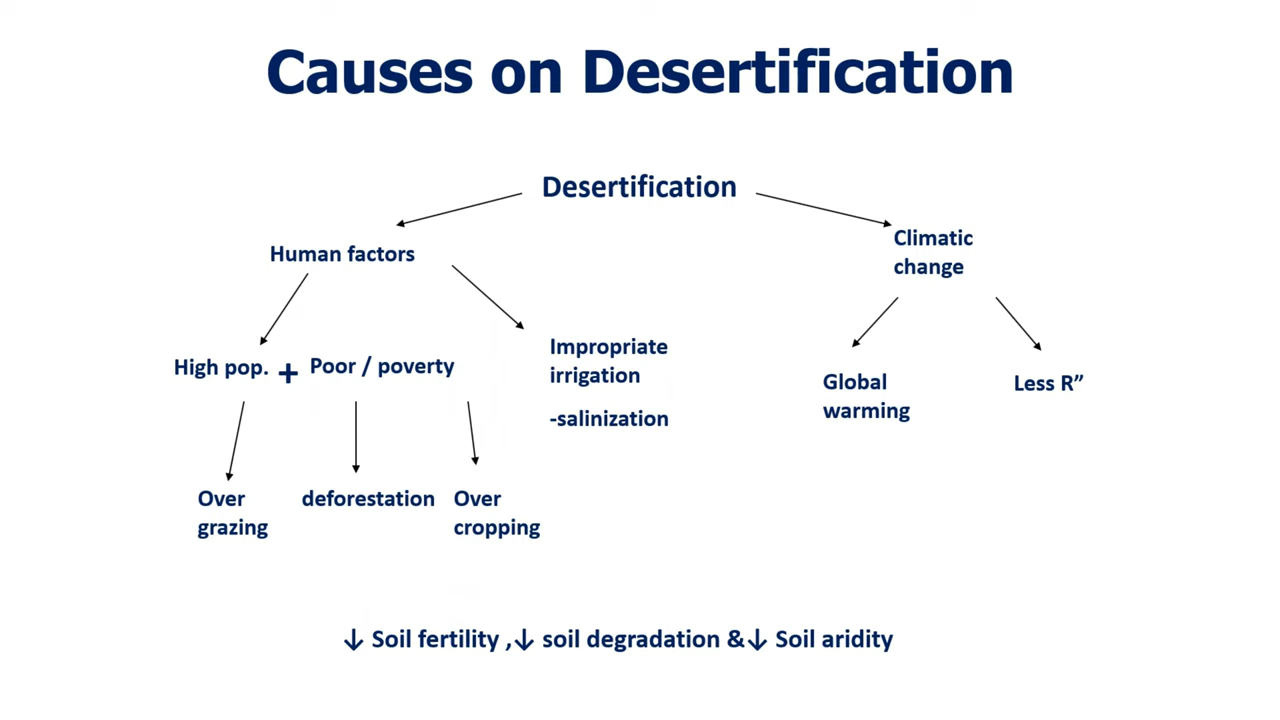 Causes on Desertification
Desertification
Human factors
Climatic
change
High pop. + Poor / poverty
Impropriate
irrigation
-salinization
Global
warming
Less R”
Over
grazing
deforestation
Over
cropping
↓ Soil fertility ,↓ soil degradation &↓ Soil aridity